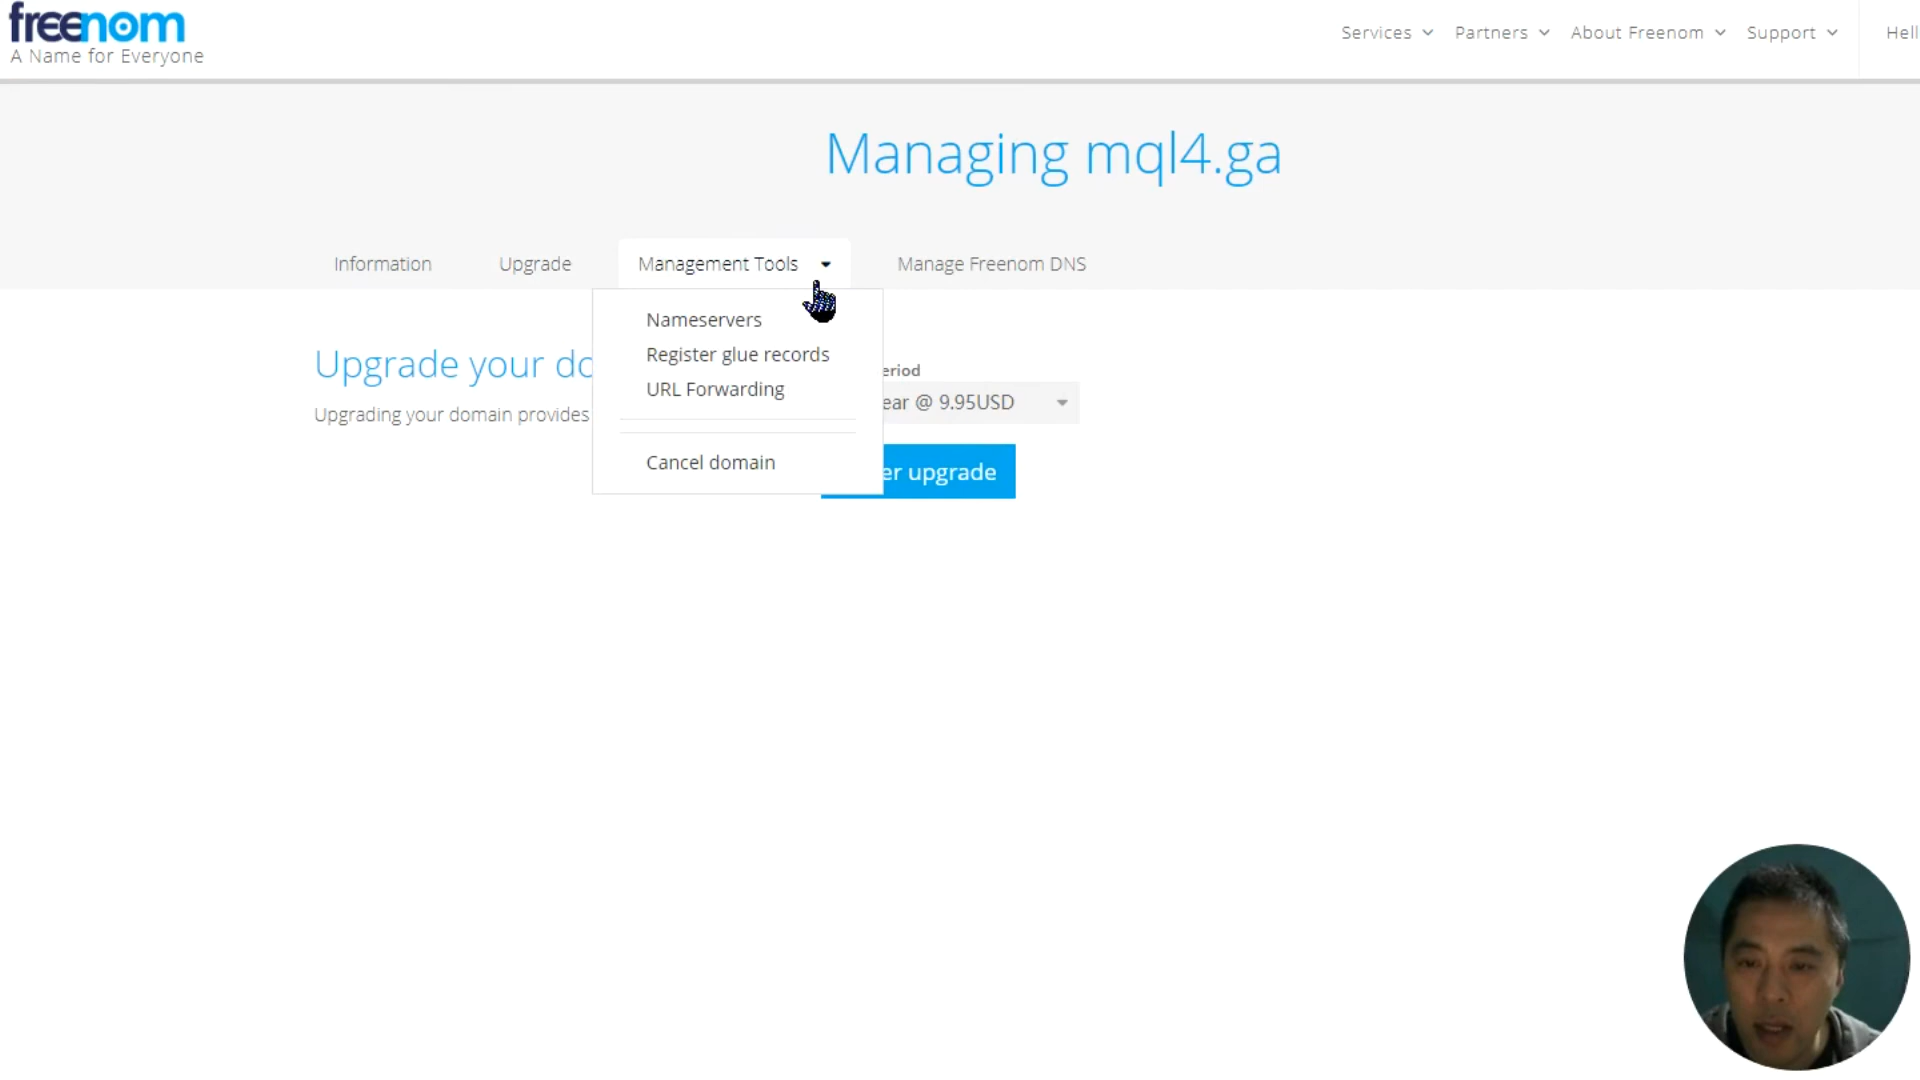 freenom
A Name for Everyone
Services
Partners
About Freenom
Support
Hell
Managing mql4.ga
Information
Upgrade
Management Tools
Manage Freenom DNS
Nameservers
Register glue records
URL Forwarding
Cancel domain
Upgrade your do
Upgrading your domain provides
eriod
ear @ 9.95USD
er upgrade